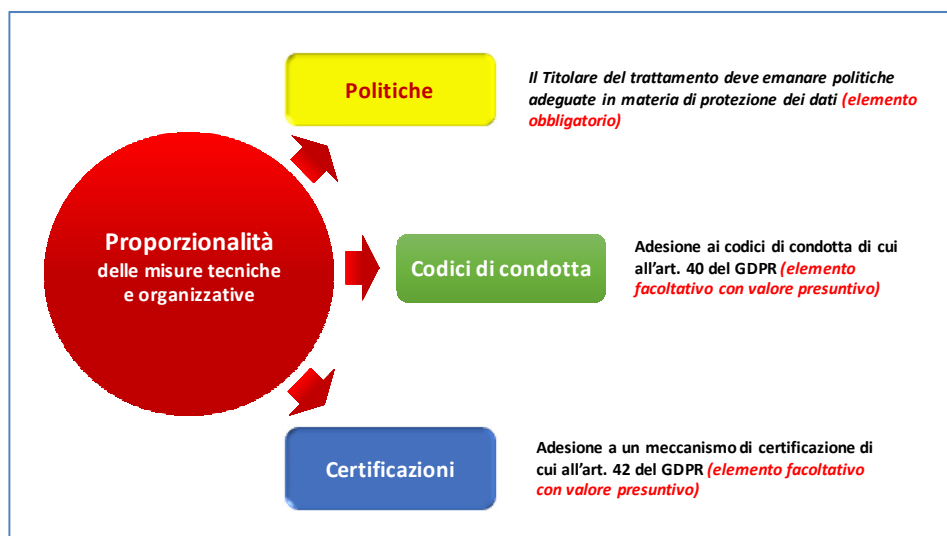 Politiche
Il Titolare del trattamento deve emanare politiche
adeguate in materia di protezione dei dati (elemento
obbligatorio)
Proporzionalità
delle misure tecniche
e organizzative
Codici di condotta
Adesione ai codici di condotta di cui
all’art. 40 del GDPR (elemento
facoltativo con valore presuntivo)
Certificazioni
Adesione a un meccanismo di certificazione di
cui all’art. 42 del GDPR (elemento facoltativo
con valore presuntivo)